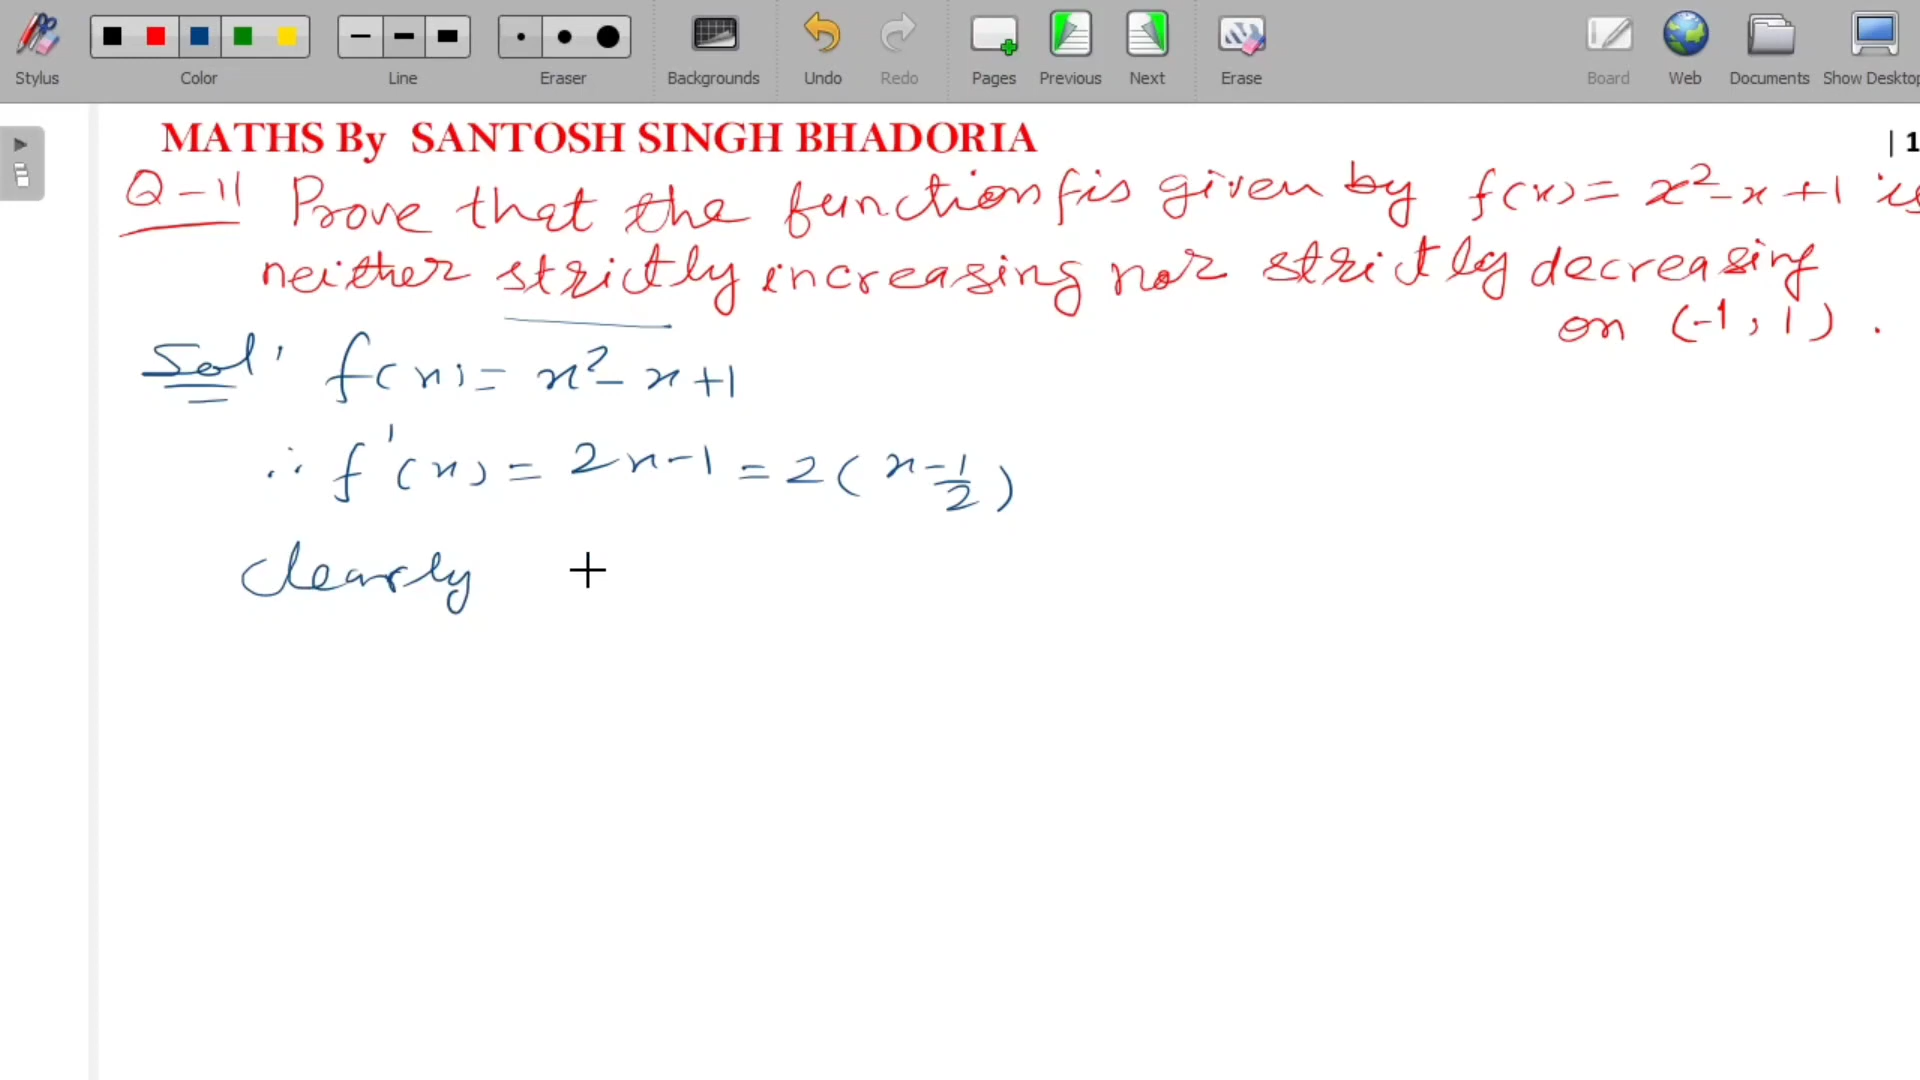 Stylus Color Line Eraser Backgrounds Undo Redo Pages Previous Next Erase Board Web Documents Show Desktop
MATHS By SANTOSH SINGH BHADORIA | 1
Q-11 Prove that the function f is given by f(x) = x²-x+1 is
neither strictly increasing nor strictly decreasing
on (-1, 1).
Sol' f(x) = x²-x+1
∴ f'(x) = 2x-1 = 2(x-1/2)
clearly